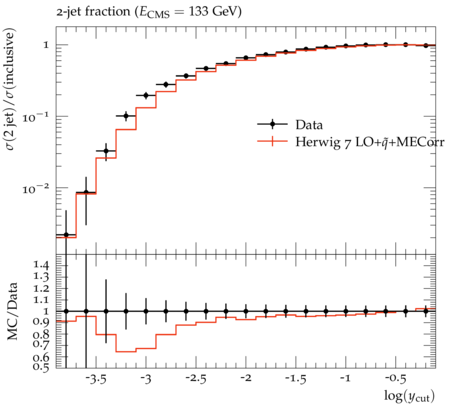 2-jet fraction (E_CMS = 133 GeV)
σ(2 jet)/σ(inclusive)
1
10⁻¹
10⁻²
Data
Herwig 7 LO+q̃+MECorr
MC/Data
1.4
1.3
1.2
1.1
1
0.9
0.8
0.7
0.6
0.5
-3.5 -3 -2.5 -2 -1.5 -1 -0.5
log(y_cut)